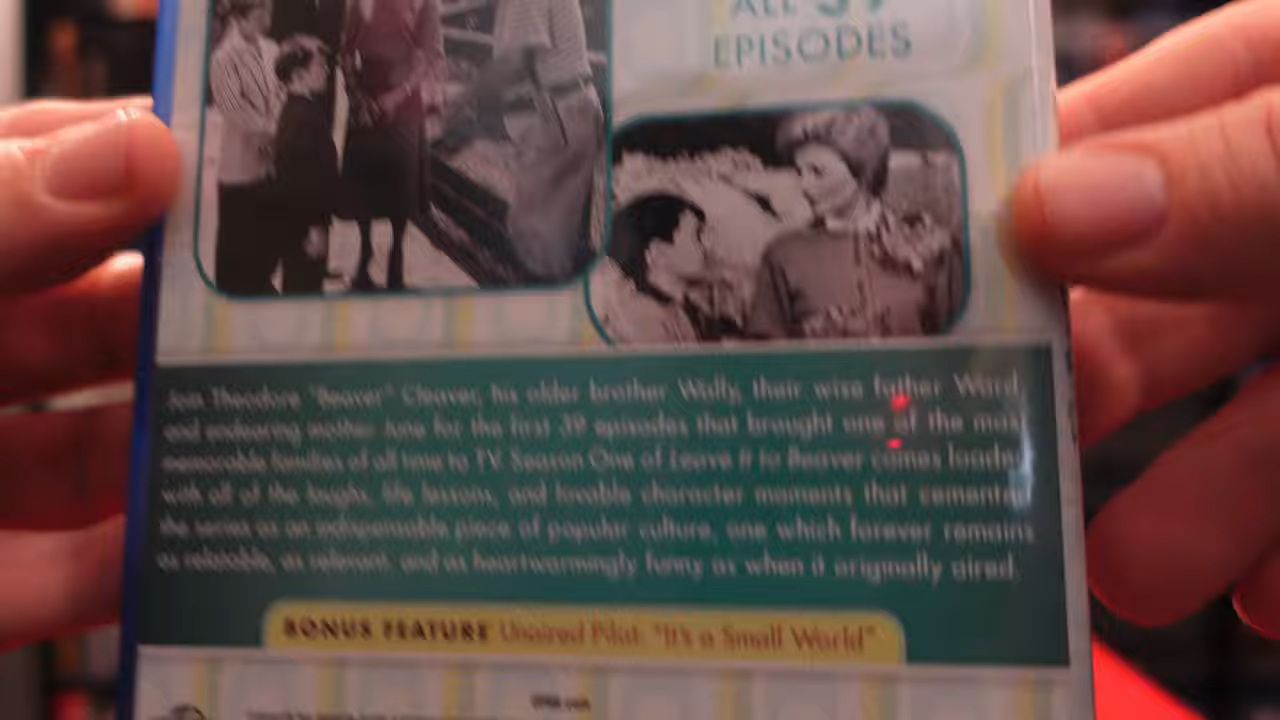 ALL 39
EPISODES
Join Theodore "Beaver" Cleaver, his older brother Wally, their wise father Ward,
and endearing mother June for the first 39 episodes that brought one of the most
memorable families of all time to TV. Season One of Leave It to Beaver comes loaded
with all of the laughs, life lessons, and lovable character moments that cemented
the series as an indispensable piece of popular culture, one which forever remains
as relatable, as relevant, and as heartwarmingly funny as when it originally aired.
BONUS FEATURE Unaired Pilot: "It's a Small World"